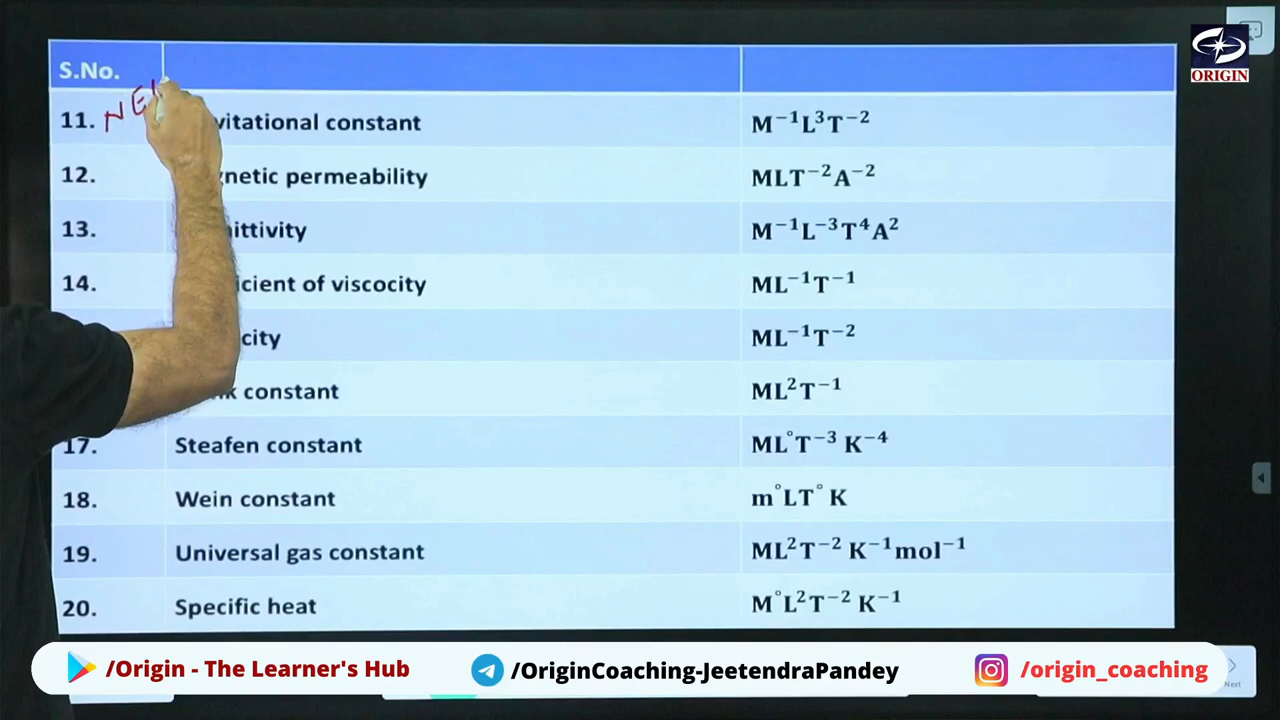 ORIGIN
S.No.
NE
11. vitational constant M⁻¹L³T⁻²
12. netic permeability MLT⁻²A⁻²
13. ittivity M⁻¹L⁻³T⁴A²
14. icient of viscocity ML⁻¹T⁻¹
city ML⁻¹T⁻²
k constant ML²T⁻¹
17. Steafen constant ML°T⁻³ K⁻⁴
18. Wein constant m°LT° K
19. Universal gas constant ML²T⁻² K⁻¹mol⁻¹
20. Specific heat M°L²T⁻² K⁻¹
/Origin - The Learner's Hub /OriginCoaching-JeetendraPandey /origin_coaching
Next